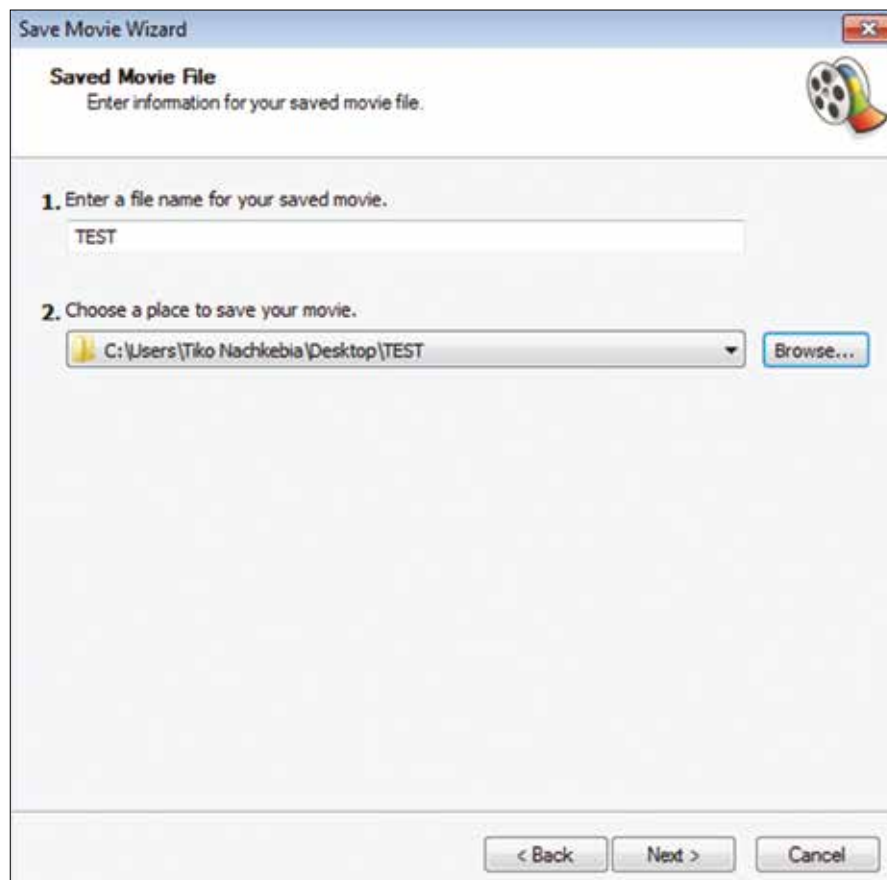 Save Movie Wizard
Saved Movie File
Enter information for your saved movie file.
1. Enter a file name for your saved movie.
TEST
2. Choose a place to save your movie.
C:\Users\Tiko Nachkebia\Desktop\TEST
Browse...
< Back
Next >
Cancel